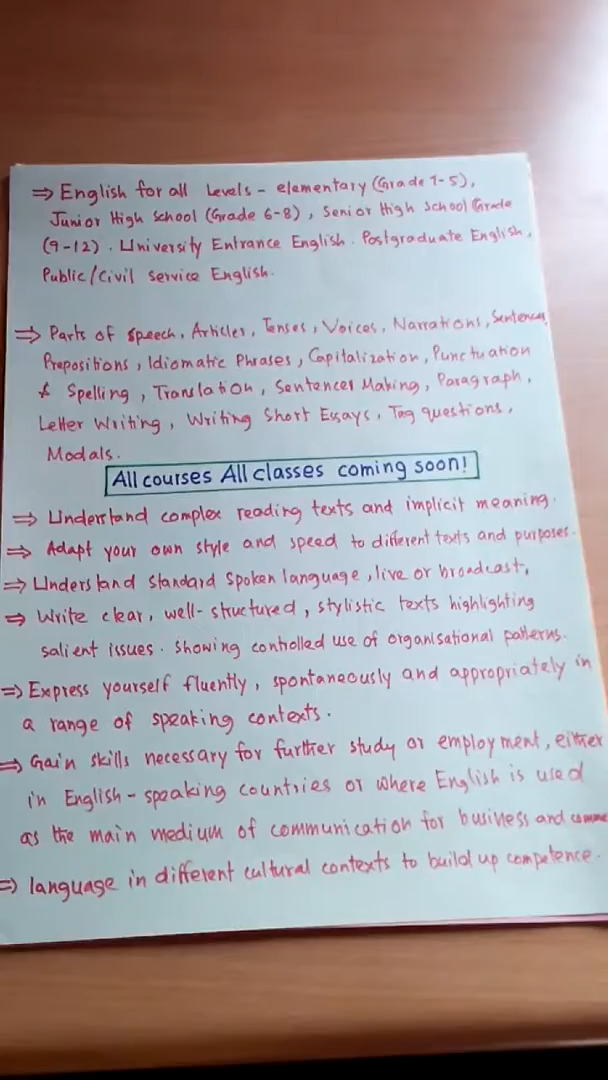 ⇒ English for all Levels - elementary (Grade 1-5),
Junior High School (Grade 6-8), Senior High School Grade
(9-12). University Entrance English. Postgraduate English,
Public/Civil Service English.
⇒ Parts of speech, Articles, Tenses, Voices, Narrations, Sentences,
Prepositions, Idiomatic Phrases, Capitalization, Punctuation
& Spelling, Translation, Sentences Making, Paragraph,
Letter Writing, Writing Short Essays, Tag questions,
Modals.
All courses All classes coming soon!
⇒ Understand complex reading texts and implicit meaning.
⇒ Adapt your own style and speed to different texts and purposes.
⇒ Understand standard spoken language, live or broadcast,
⇒ Write clear, well-structured, stylistic texts highlighting
salient issues. showing controlled use of organisational patterns.
⇒ Express yourself fluently, spontaneously and appropriately in
a range of speaking contexts.
⇒ Gain skills necessary for further study or employment, either
in English-speaking countries or where English is used
as the main medium of communication for business and
⇒ language in different cultural contexts to build up competence.